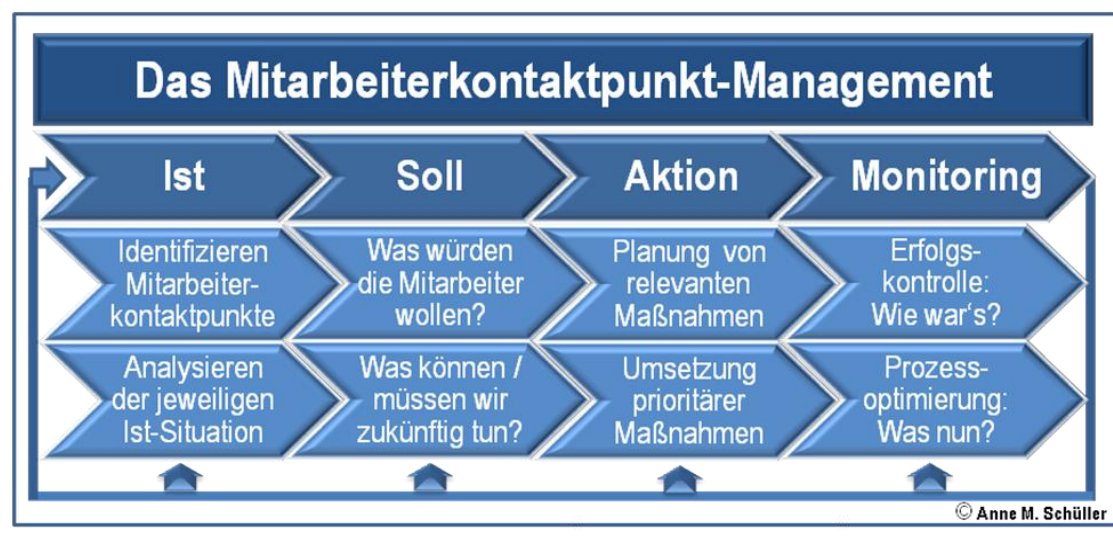 Das Mitarbeiterkontaktpunkt-Management
Ist
Soll
Aktion
Monitoring
Identifizieren
Mitarbeiter-
kontaktpunkte
Was würden
die Mitarbeiter
wollen?
Planung von
relevanten
Maßnahmen
Erfolgs-
kontrolle:
Wie war's?
Analysieren
der jeweiligen
Ist-Situation
Was können /
müssen wir
zukünftig tun?
Umsetzung
prioritärer
Maßnahmen
Prozess-
optimierung:
Was nun?
© Anne M. Schüller